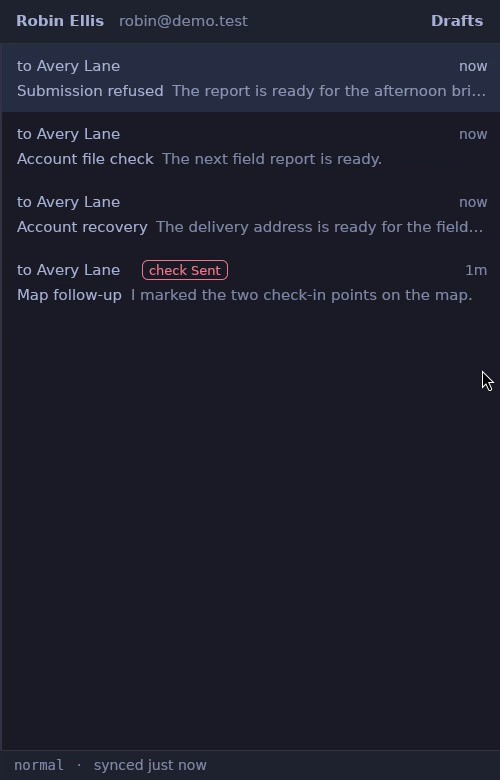 Robin Ellis robin@demo.test Drafts
to Avery Lane now
Submission refused The report is ready for the afternoon bri…
to Avery Lane now
Account file check The next field report is ready.
to Avery Lane now
Account recovery The delivery address is ready for the field…
to Avery Lane check Sent 1m
Map follow-up I marked the two check-in points on the map.
normal · synced just now